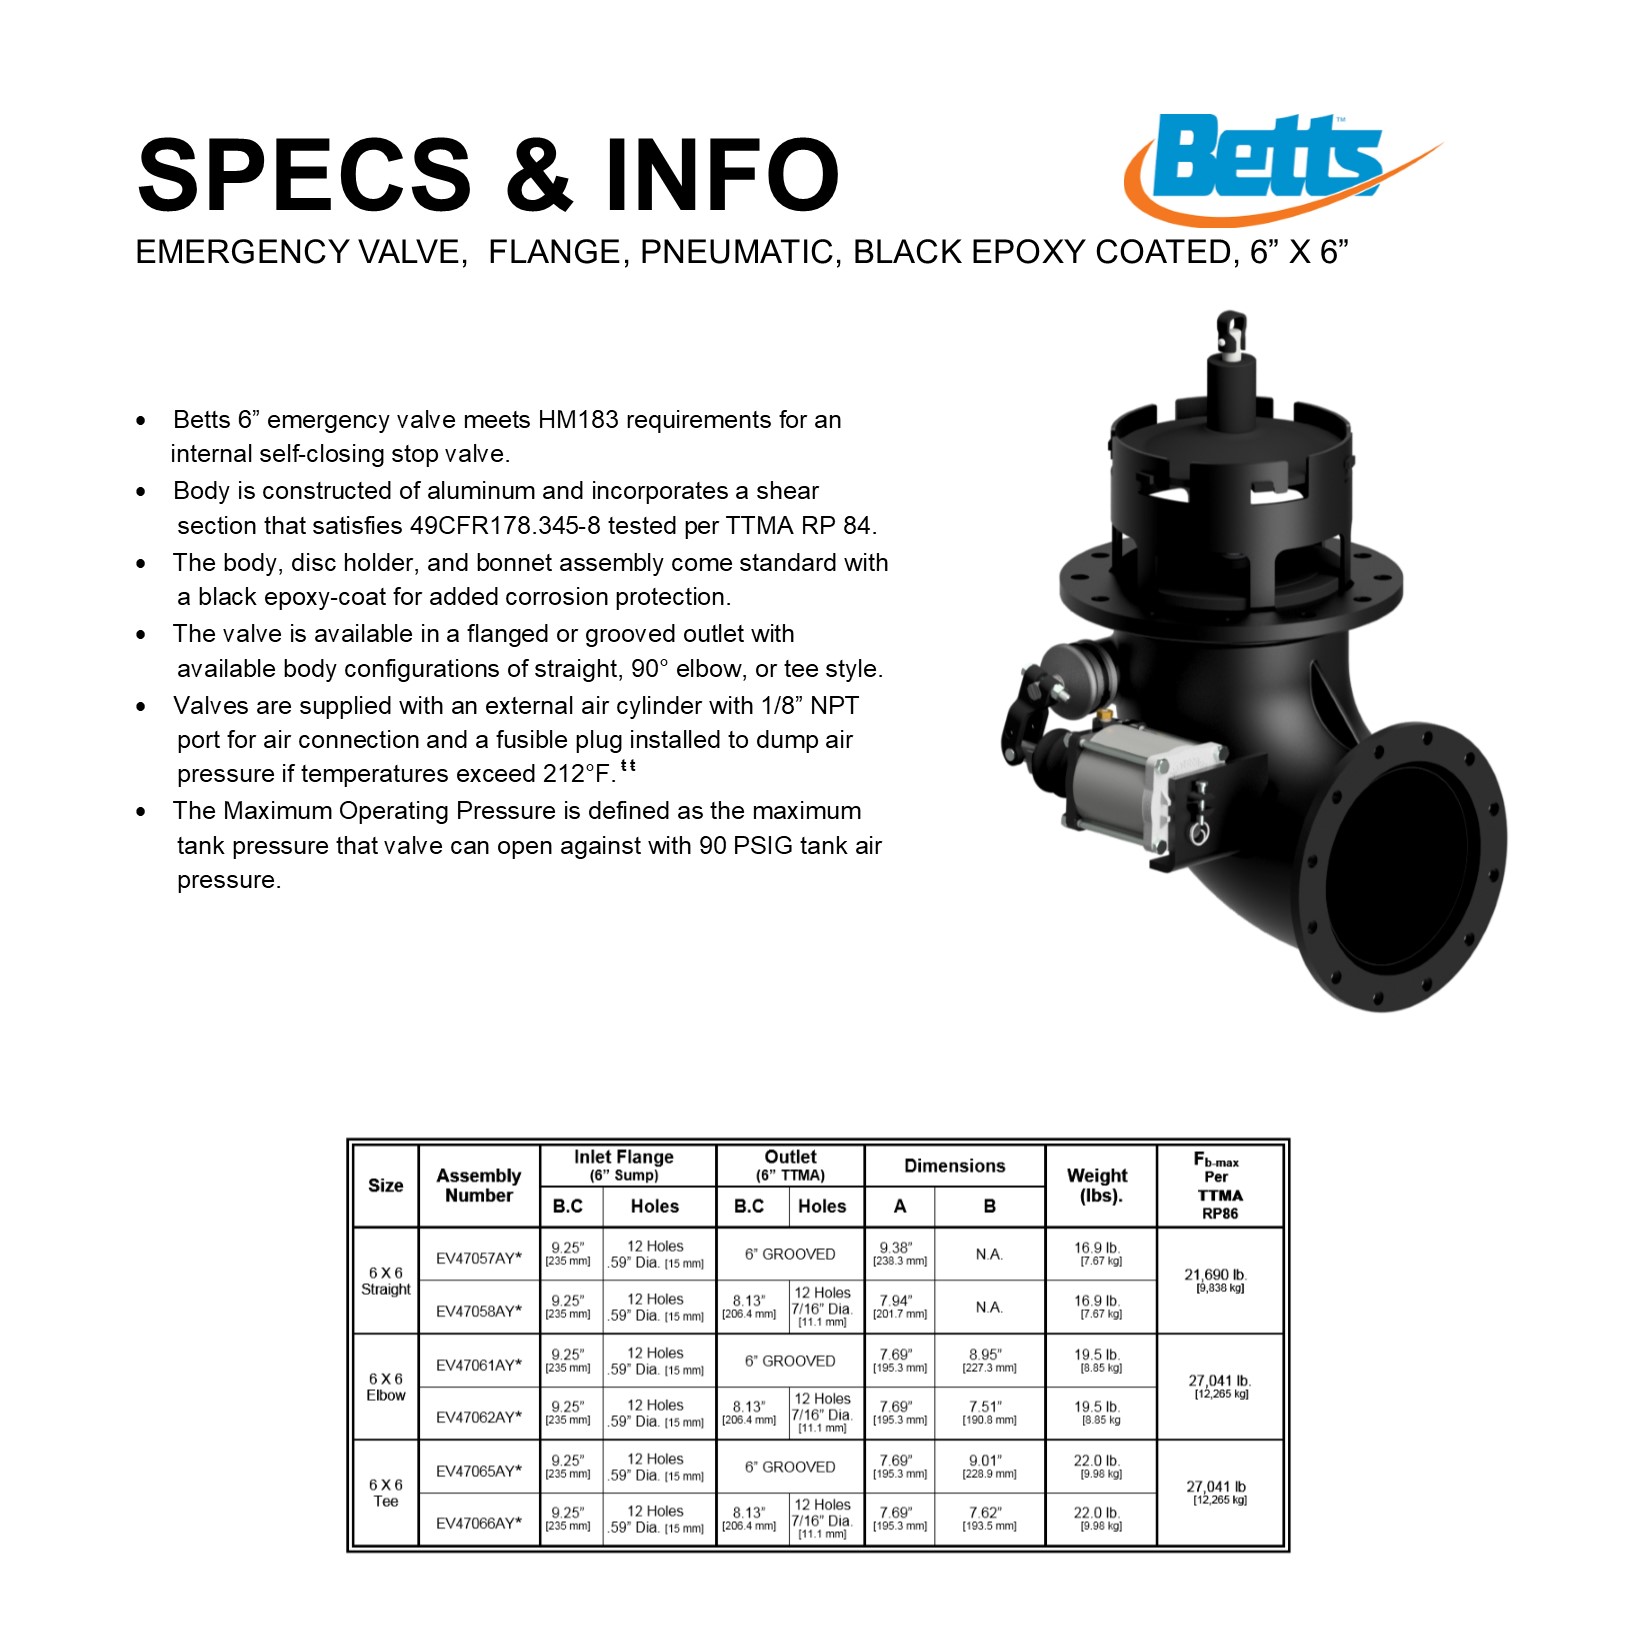 Betts™
SPECS & INFO
EMERGENCY VALVE, FLANGE, PNEUMATIC, BLACK EPOXY COATED, 6” X 6”
• Betts 6” emergency valve meets HM183 requirements for an
internal self-closing stop valve.
• Body is constructed of aluminum and incorporates a shear
section that satisfies 49CFR178.345-8 tested per TTMA RP 84.
• The body, disc holder, and bonnet assembly come standard with
a black epoxy-coat for added corrosion protection.
• The valve is available in a flanged or grooved outlet with
available body configurations of straight, 90° elbow, or tee style.
• Valves are supplied with an external air cylinder with 1/8” NPT
port for air connection and a fusible plug installed to dump air
pressure if temperatures exceed 212°F. ŧŧ
• The Maximum Operating Pressure is defined as the maximum
tank pressure that valve can open against with 90 PSIG tank air
pressure.
Size Assembly Number Inlet Flange (6” Sump) Outlet (6” TTMA) Dimensions Weight (lbs). Fb-max Per TTMA RP86
B.C Holes B.C Holes A B
6 X 6 Straight
EV47057AY* 9.25” [235 mm] 12 Holes .59” Dia. [15 mm] 6” GROOVED 9.38” [238.3 mm] N.A. 16.9 lb. [7.67 kg] 21,690 lb. [9,838 kg]
EV47058AY* 9.25” [235 mm] 12 Holes .59” Dia. [15 mm] 8.13” [206.4 mm] 12 Holes 7/16” Dia. [11.1 mm] 7.94” [201.7 mm] N.A. 16.9 lb. [7.67 kg]
6 X 6 Elbow
EV47061AY* 9.25” [235 mm] 12 Holes .59” Dia. [15 mm] 6” GROOVED 7.69” [195.3 mm] 8.95” [227.3 mm] 19.5 lb. [8.85 kg] 27,041 lb. [12,265 kg]
EV47062AY* 9.25” [235 mm] 12 Holes .59” Dia. [15 mm] 8.13” [206.4 mm] 12 Holes 7/16” Dia. [11.1 mm] 7.69” [195.3 mm] 7.51” [190.8 mm] 19.5 lb. [8.85 kg
6 X 6 Tee
EV47065AY* 9.25” [235 mm] 12 Holes .59” Dia. [15 mm] 6” GROOVED 7.69” [195.3 mm] 9.01” [228.9 mm] 22.0 lb. [9.98 kg] 27,041 lb [12,265 kg]
EV47066AY* 9.25” [235 mm] 12 Holes .59” Dia. [15 mm] 8.13” [206.4 mm] 12 Holes 7/16” Dia. [11.1 mm] 7.69” [195.3 mm] 7.62” [193.5 mm] 22.0 lb. [9.98 kg]